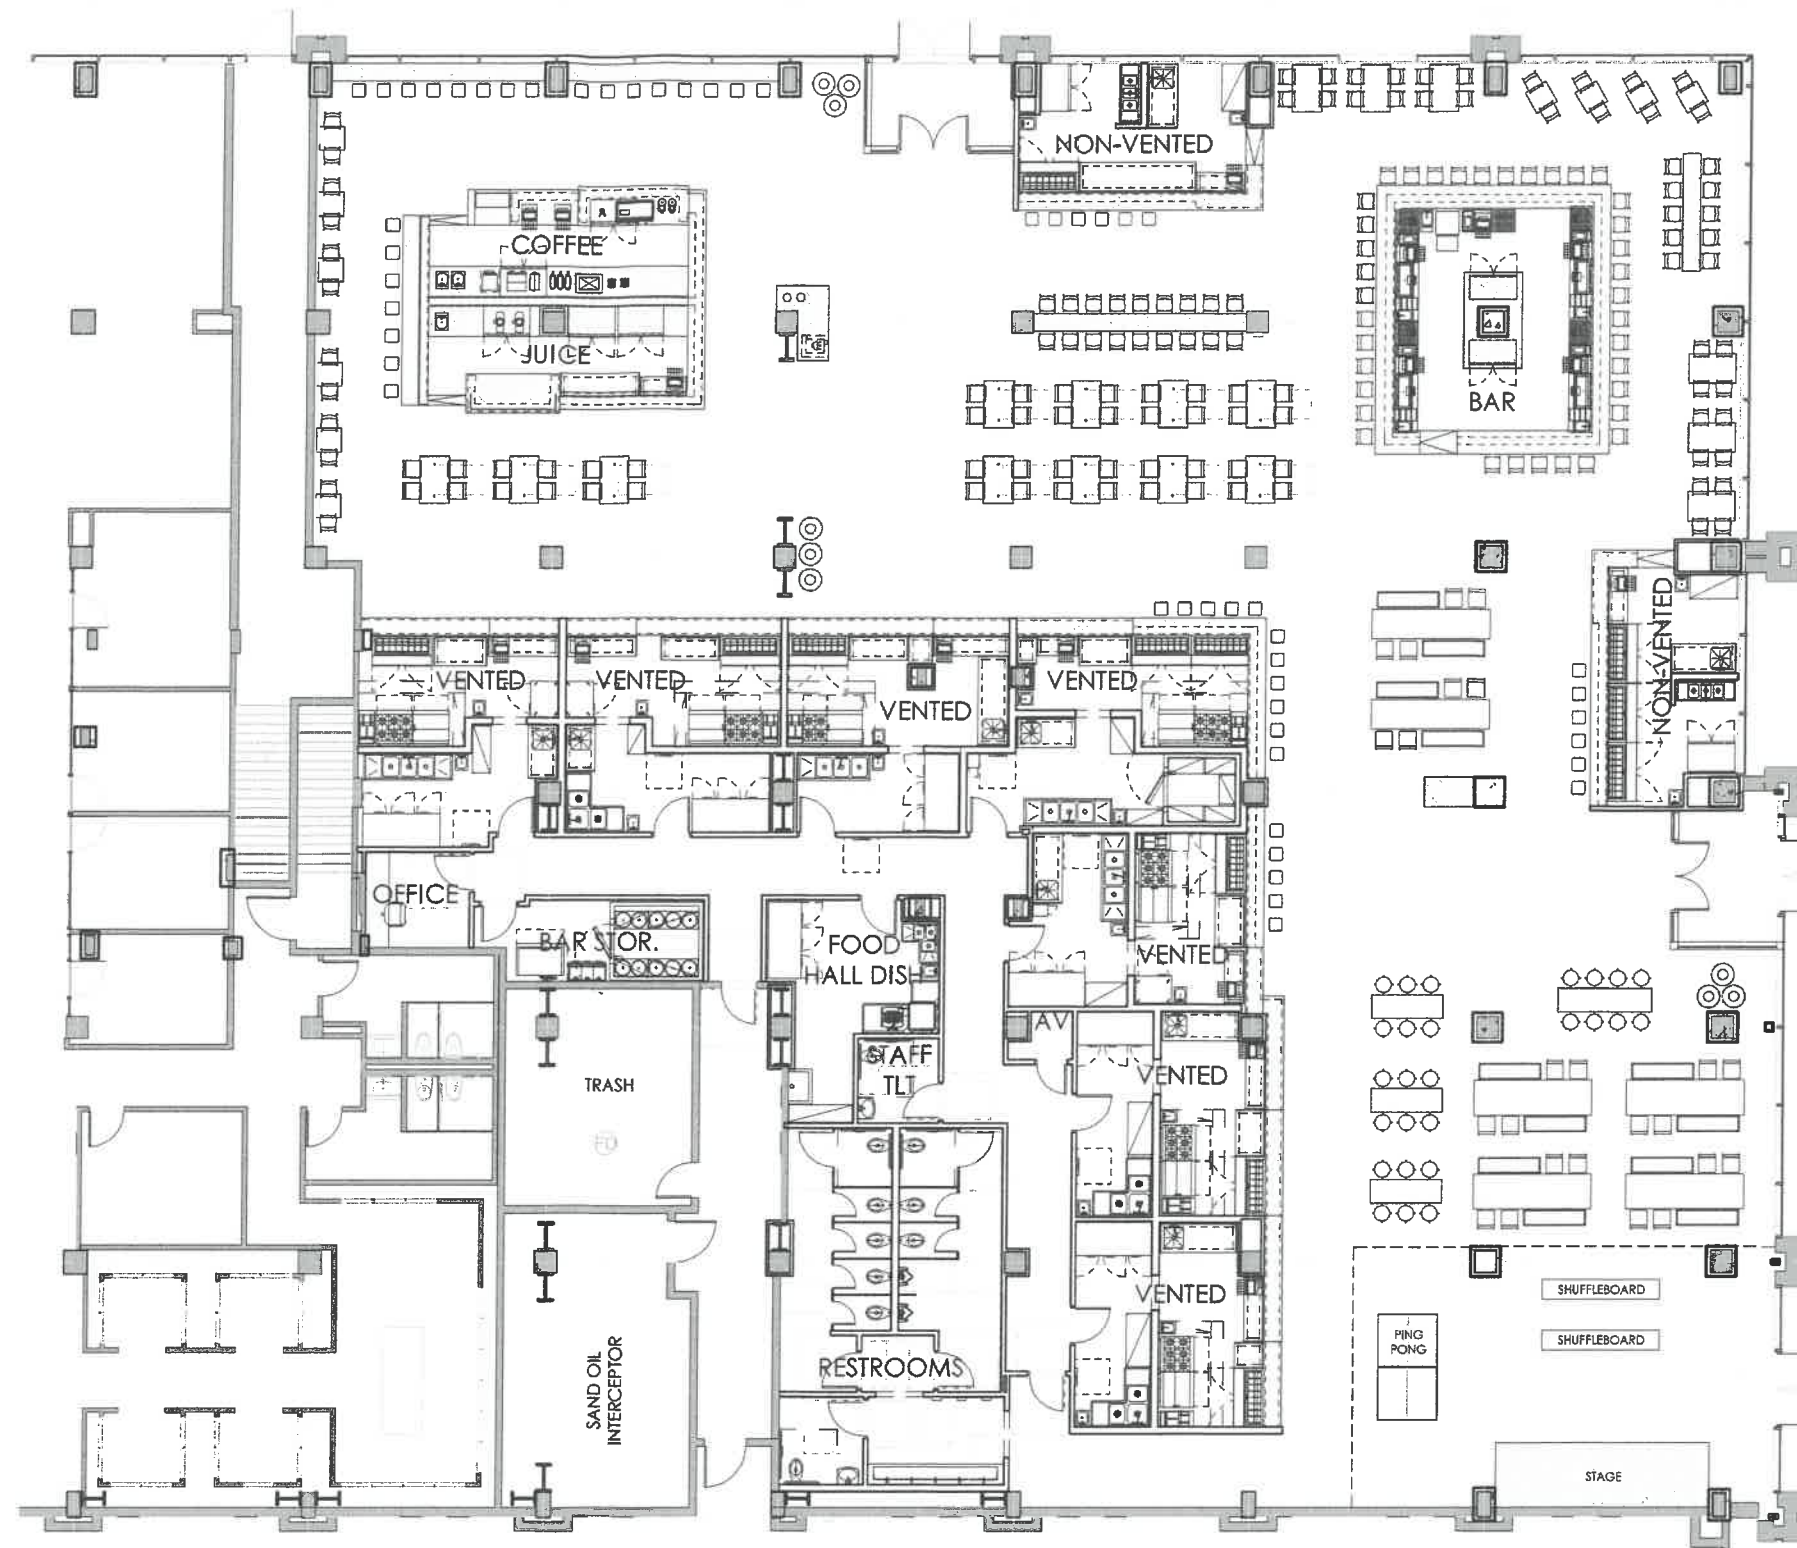 NON-VENTED
COFFEE
JUICE
BAR
NON-VENTED
VENTED
VENTED
VENTED
VENTED
OFFICE
BAR STOR.
FOOD
HALL DISH
VENTED
AV
STAFF
TLT
VENTED
TRASH
FD
VENTED
RESTROOMS
SAND OIL
INTERCEPTOR
SHUFFLEBOARD
SHUFFLEBOARD
PING
PONG
STAGE